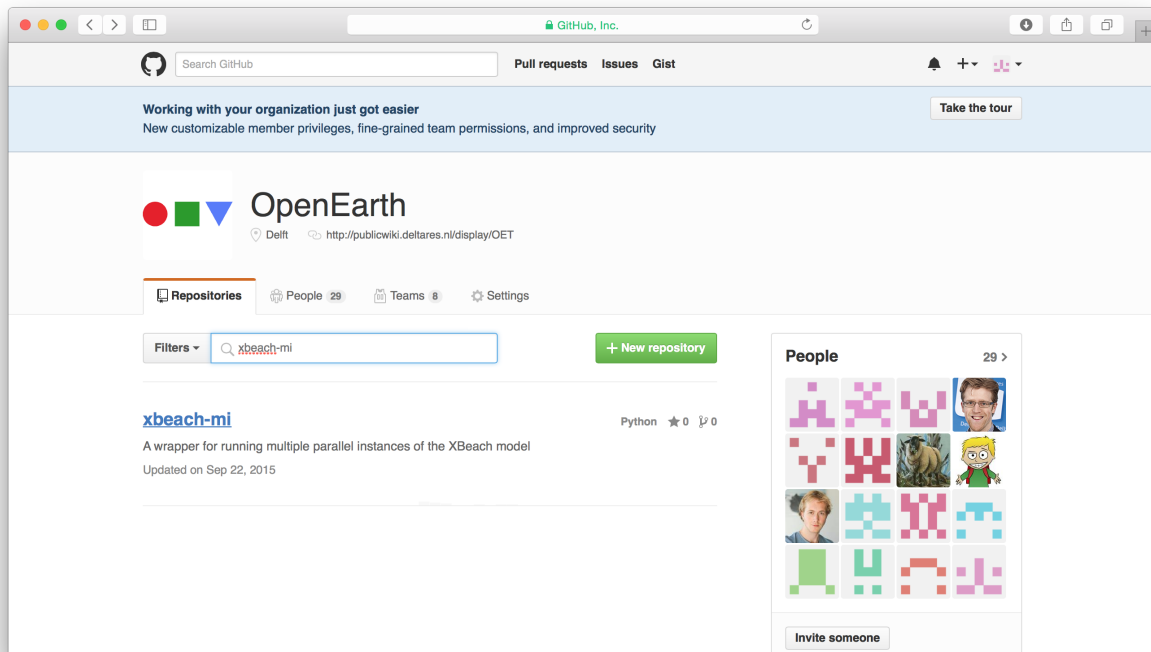 GitHub, Inc.
Search GitHub
Pull requests Issues Gist
Working with your organization just got easier
New customizable member privileges, fine-grained team permissions, and improved security
Take the tour
OpenEarth
Delft http://publicwiki.deltares.nl/display/OET
Repositories People 29 Teams 8 Settings
Filters xbeach-mi
+ New repository
People 29
xbeach-mi
Python 0 0
A wrapper for running multiple parallel instances of the XBeach model
Updated on Sep 22, 2015
Invite someone